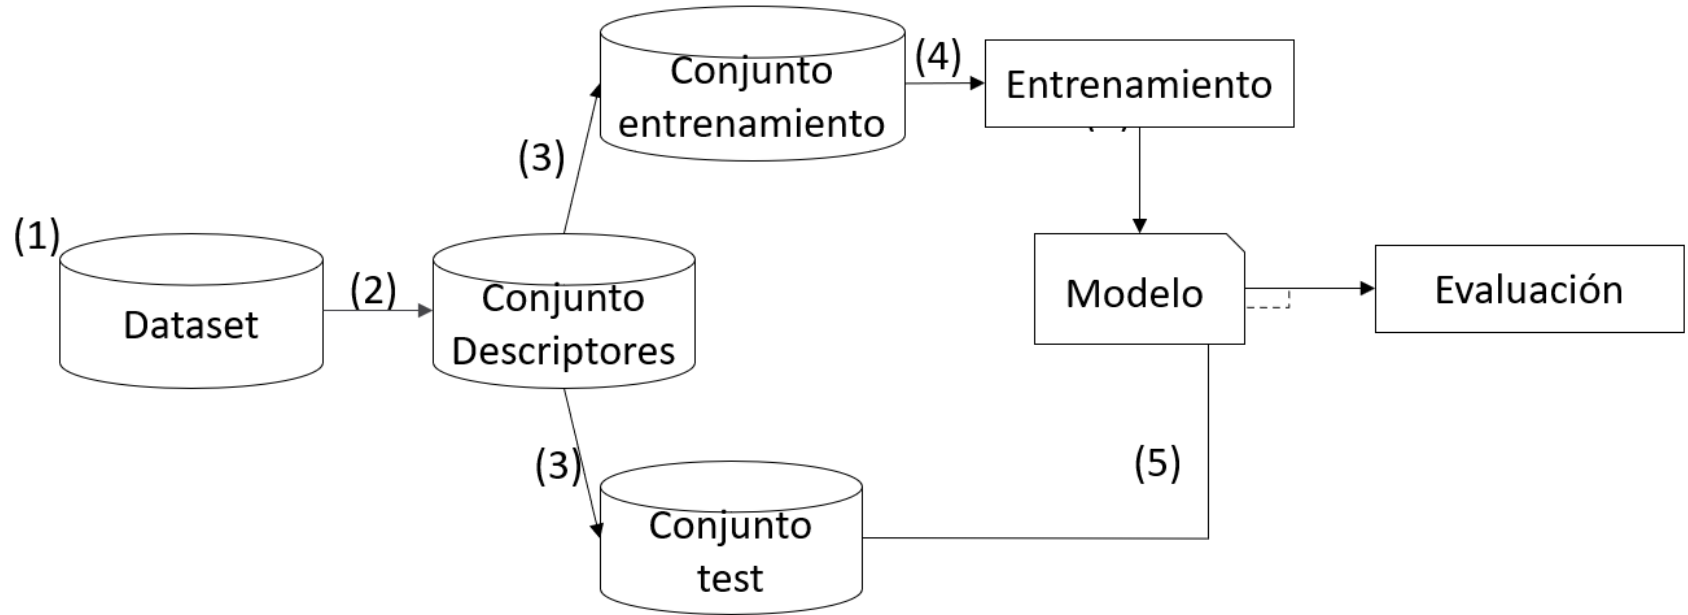 (1)
Dataset
(2)
Conjunto
Descriptores
(3)
Conjunto
entrenamiento
(4)
Entrenamiento
Modelo
Evaluación
(3)
Conjunto
test
(5)